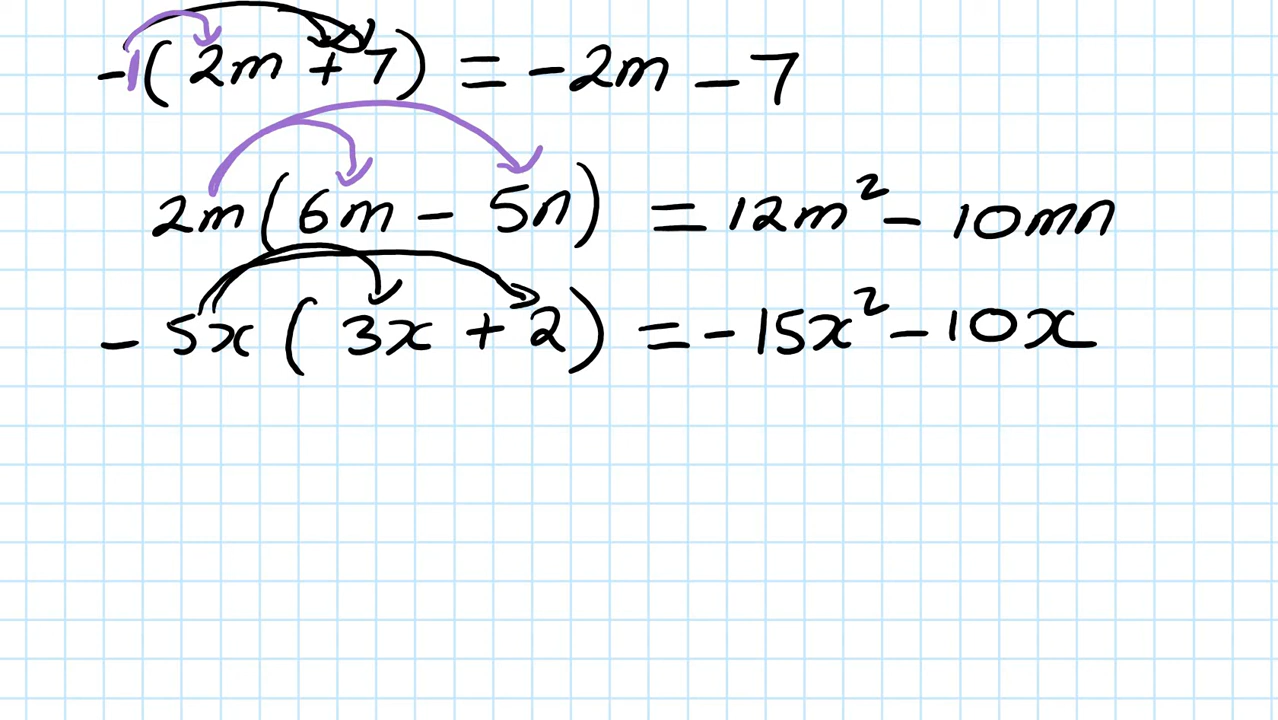 -1(2m + 7) = -2m - 7
2m(6m - 5n) = 12m² - 10mn
-5x(3x + 2) = -15x² - 10x